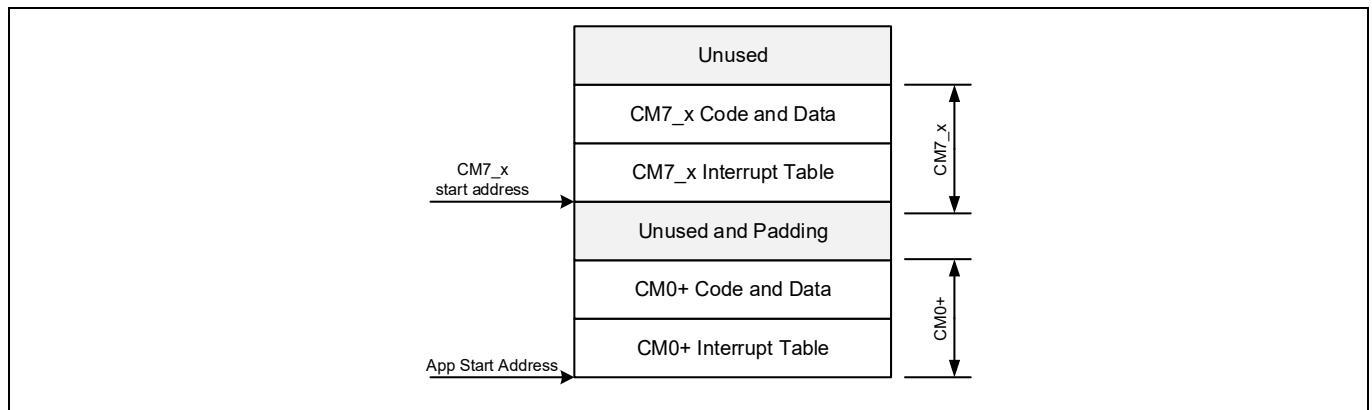 Unused
CM7_x Code and Data
CM7_x
CM7_x
start address
CM7_x Interrupt Table
Unused and Padding
CM0+ Code and Data
CM0+
App Start Address
CM0+ Interrupt Table